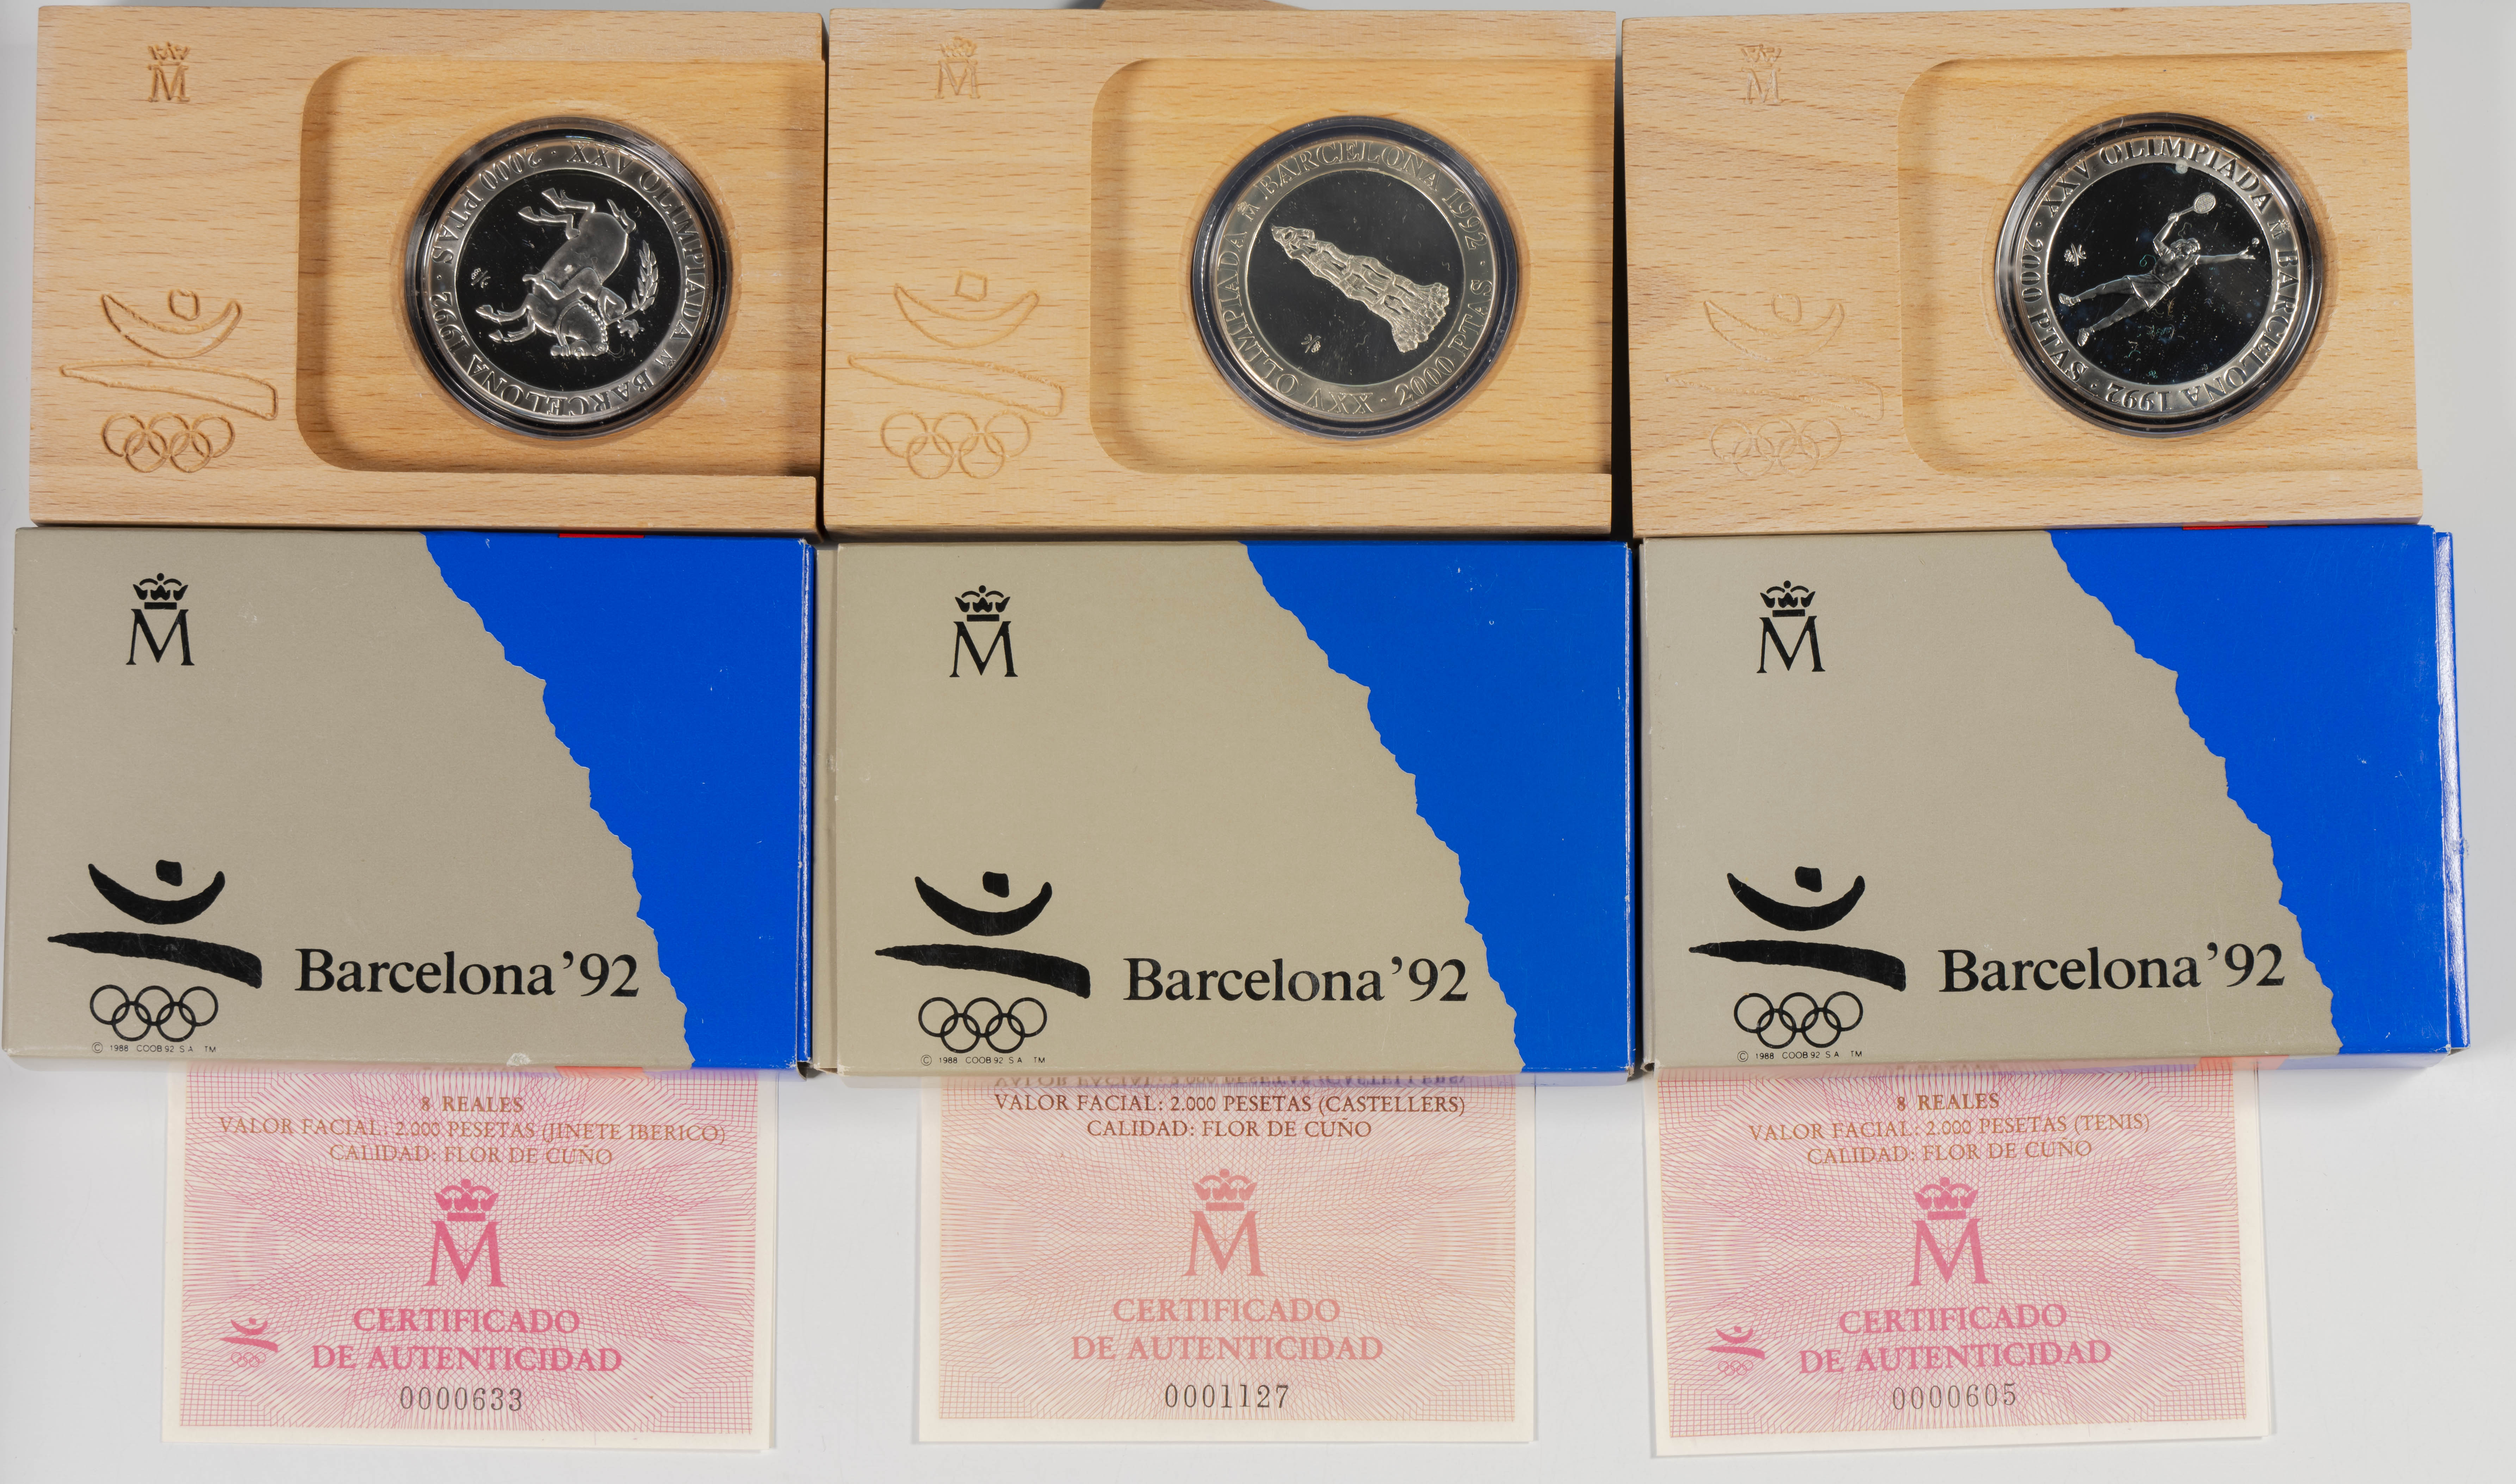 M
2000 PTAS · XXV OLIMPIADA M BARCELONA 1992 ·
M
XXV OLIMPIADA M BARCELONA 1992 · 2000 PTAS ·
M
2000 PTAS · XXV OLIMPIADA M BARCELONA 1992 ·
M
Barcelona '92
© 1988 COOB 92 S A TM
M
Barcelona '92
© 1988 COOB 92 S A TM
M
Barcelona '92
© 1988 COOB 92 S A TM
8 REALES
VALOR FACIAL: 2.000 PESETAS (JINETE IBERICO)
CALIDAD: FLOR DE CUÑO
M
CERTIFICADO
DE AUTENTICIDAD
0000633
VALOR FACIAL: 2.000 PESETAS (CASTELLERS)
CALIDAD: FLOR DE CUÑO
M
CERTIFICADO
DE AUTENTICIDAD
0001127
8 REALES
VALOR FACIAL: 2.000 PESETAS (TENIS)
CALIDAD: FLOR DE CUÑO
M
CERTIFICADO
DE AUTENTICIDAD
0000605